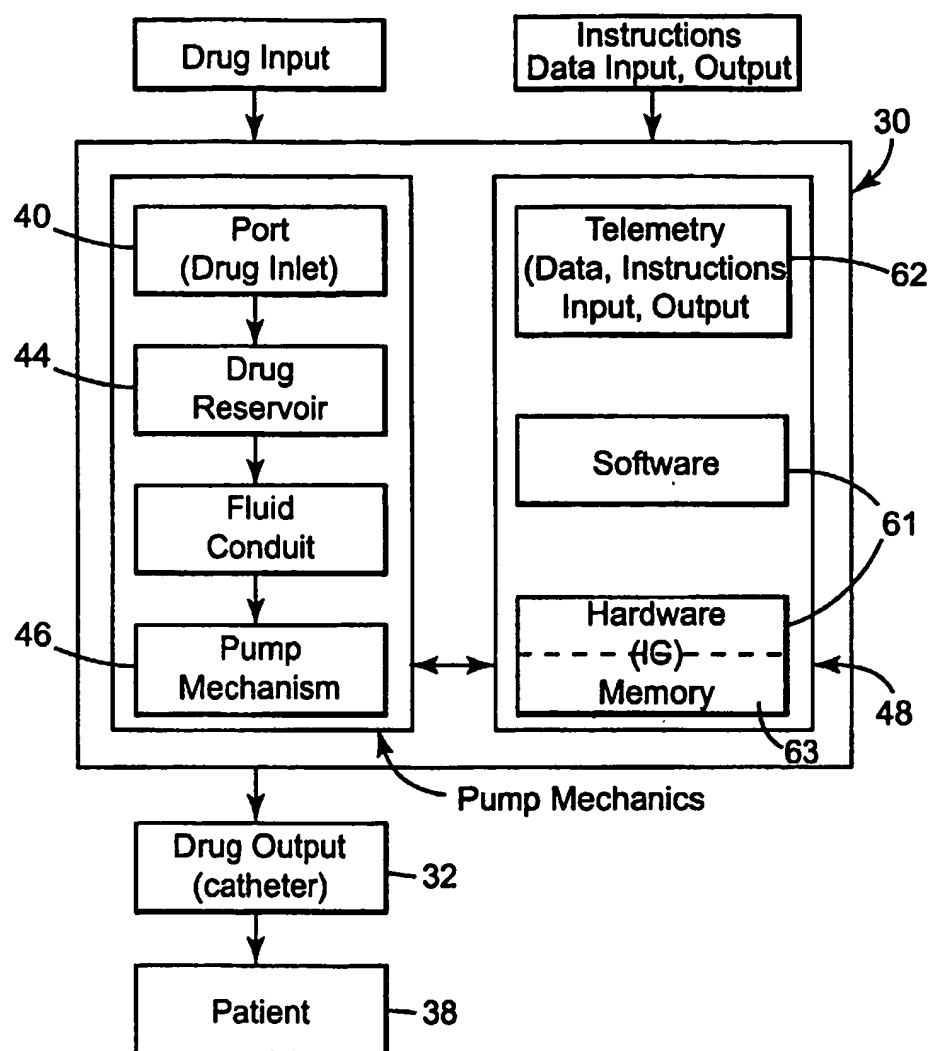 Drug Input
Instructions
Data Input, Output
30
40
Port
(Drug Inlet)
44
Drug
Reservoir
Fluid
Conduit
46
Pump
Mechanism
Telemetry
(Data, Instructions
Input, Output
62
Software
61
Hardware
(IC)
Memory
63
48
Pump Mechanics
Drug Output
(catheter)
32
Patient
38